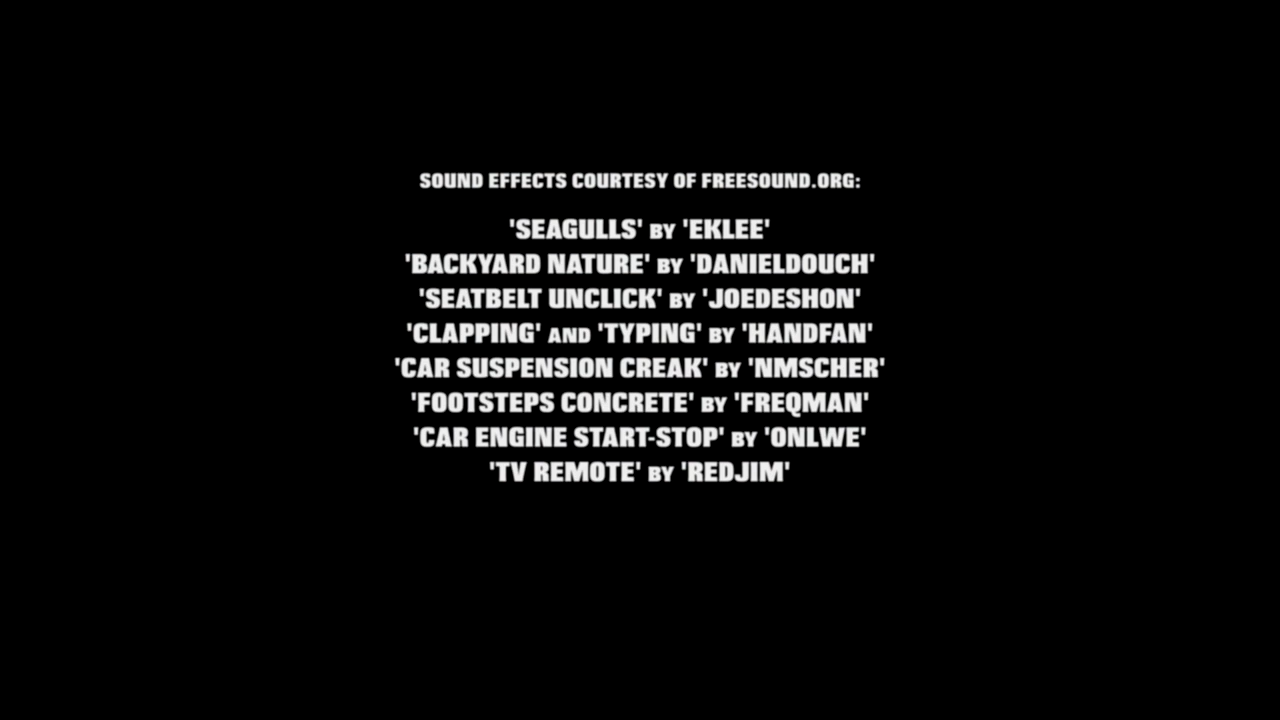 SOUND EFFECTS COURTESY OF FREESOUND.ORG:
'SEAGULLS' BY 'EKLEE'
'BACKYARD NATURE' BY 'DANIELDOUCH'
'SEATBELT UNCLICK' BY 'JOEDESHON'
'CLAPPING' AND 'TYPING' BY 'HANDFAN'
'CAR SUSPENSION CREAK' BY 'NMSCHER'
'FOOTSTEPS CONCRETE' BY 'FREQMAN'
'CAR ENGINE START-STOP' BY 'ONLWE'
'TV REMOTE' BY 'REDJIM'